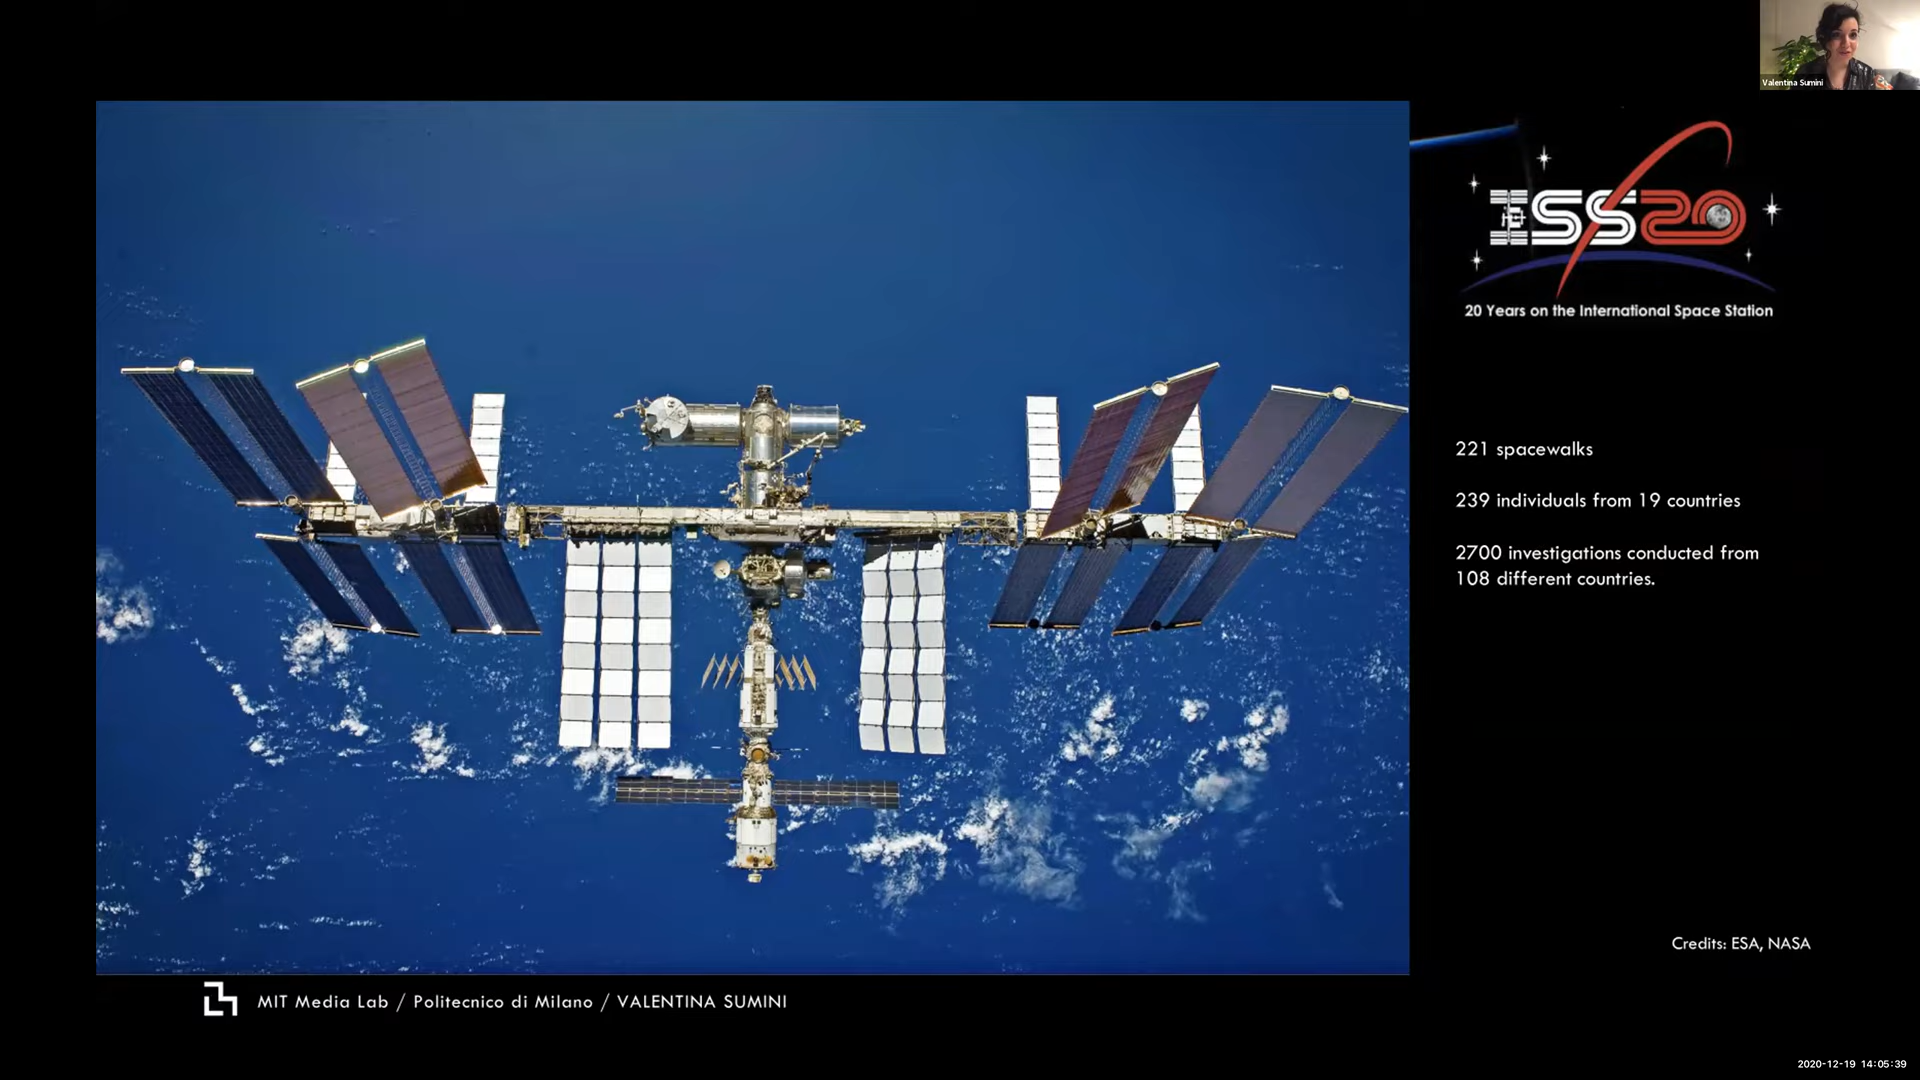 Valentina Sumini
ISS20
20 Years on the International Space Station
221 spacewalks
239 individuals from 19 countries
2700 investigations conducted from
108 different countries.
Credits: ESA, NASA
MIT Media Lab / Politecnico di Milano / VALENTINA SUMINI
2020-12-19 14:05:39